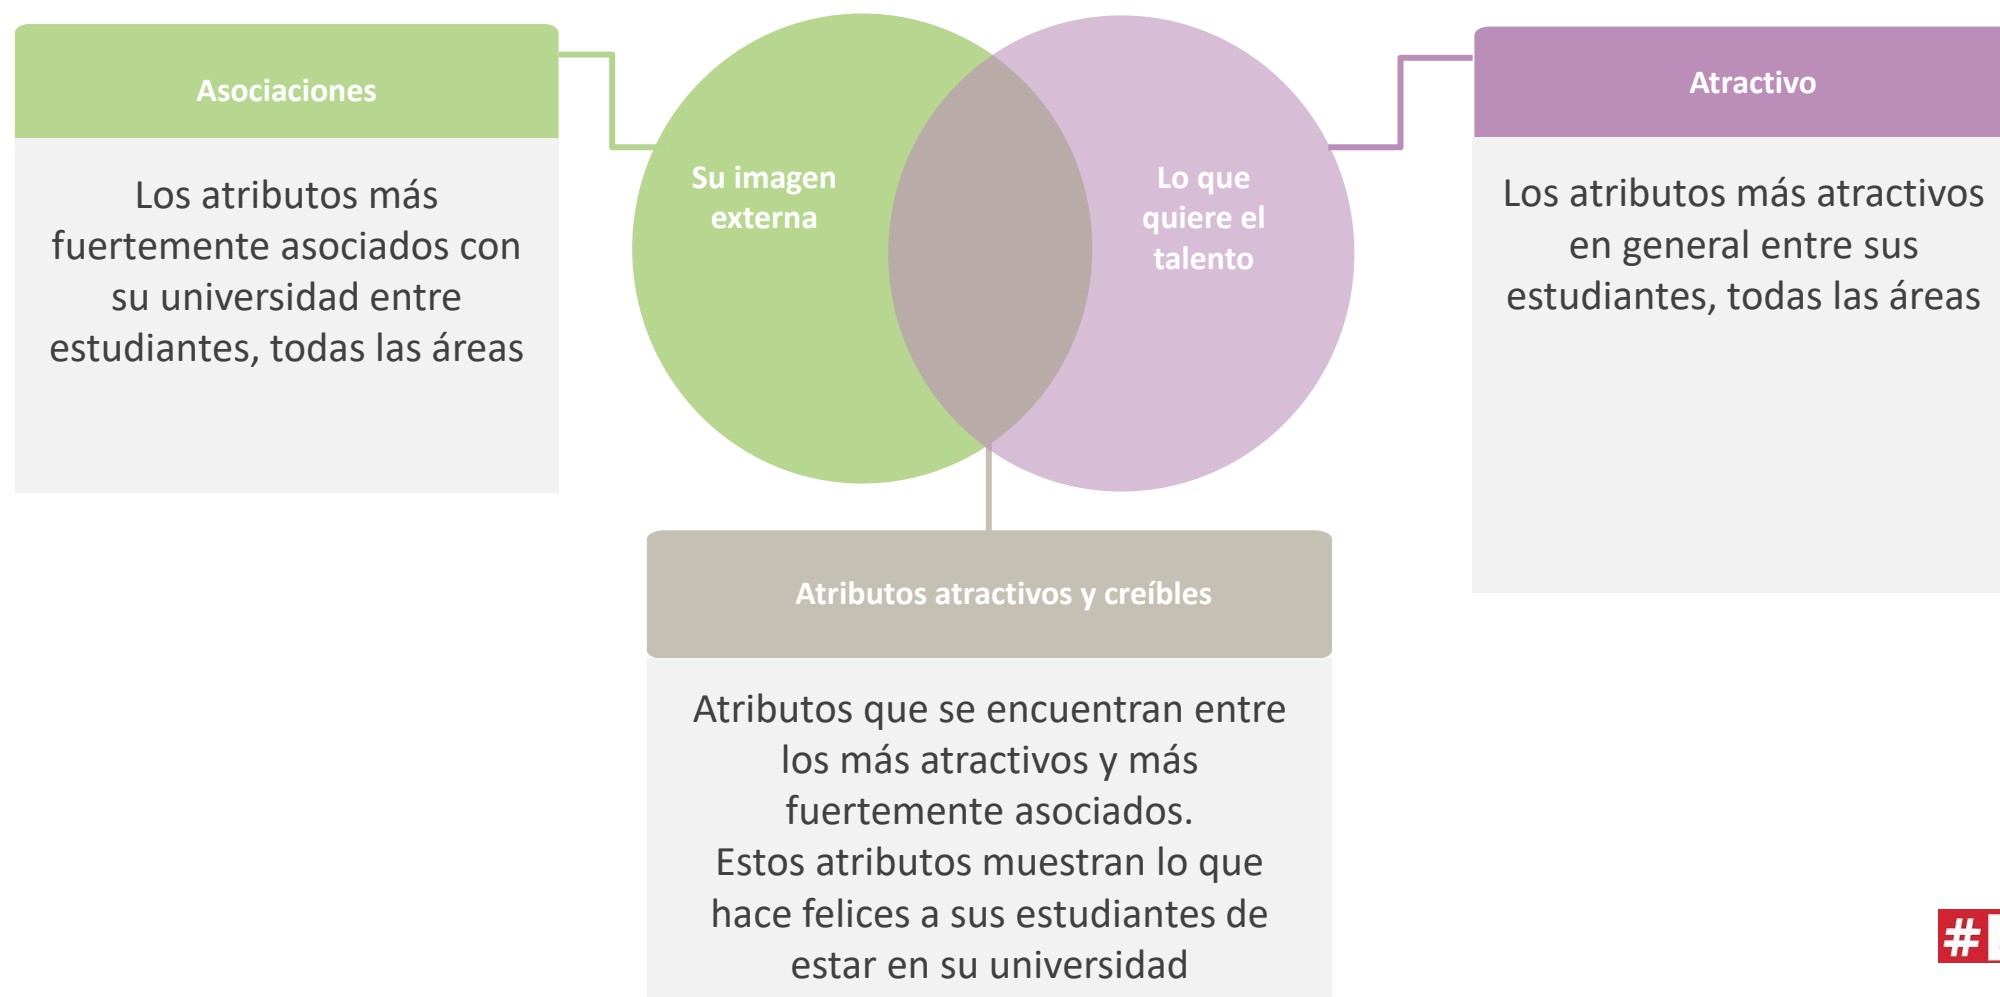 Asociaciones
Los atributos más
fuertemente asociados con
su universidad entre
estudiantes, todas las áreas
Su imagen
externa
Lo que
quiere el
talento
Atractivo
Los atributos más atractivos
en general entre sus
estudiantes, todas las áreas
Atributos atractivos y creíbles
Atributos que se encuentran entre
los más atractivos y más
fuertemente asociados.
Estos atributos muestran lo que
hace felices a sus estudiantes de
estar en su universidad
#